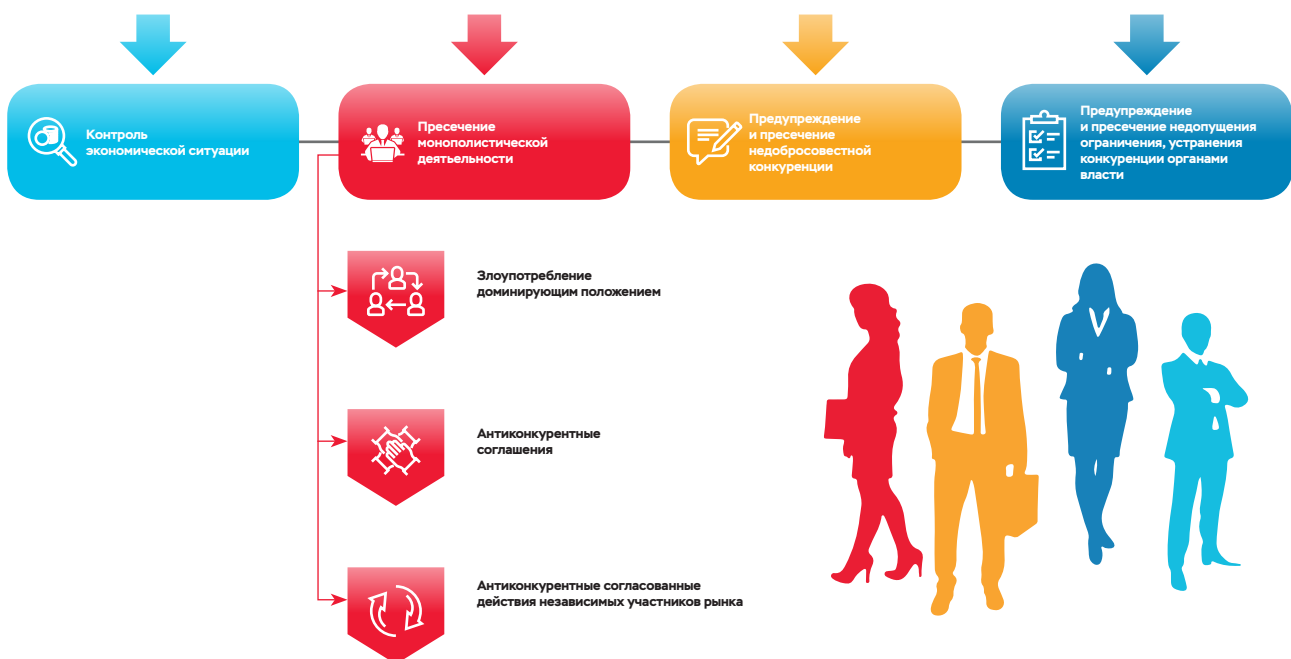 Контроль
экономической ситуации
Пресечение
монополистической
деятьельности
Предупреждение
и пресечение
недобросовестной
конкуренции
Предупреждение
и пресечение недопущения
ограничения, устранения
конкуренции органами
власти
Злоупотребление
доминирующим положением
Антиконкурентные
соглашения
Антиконкурентные согласованные
действия независимых участников рынка